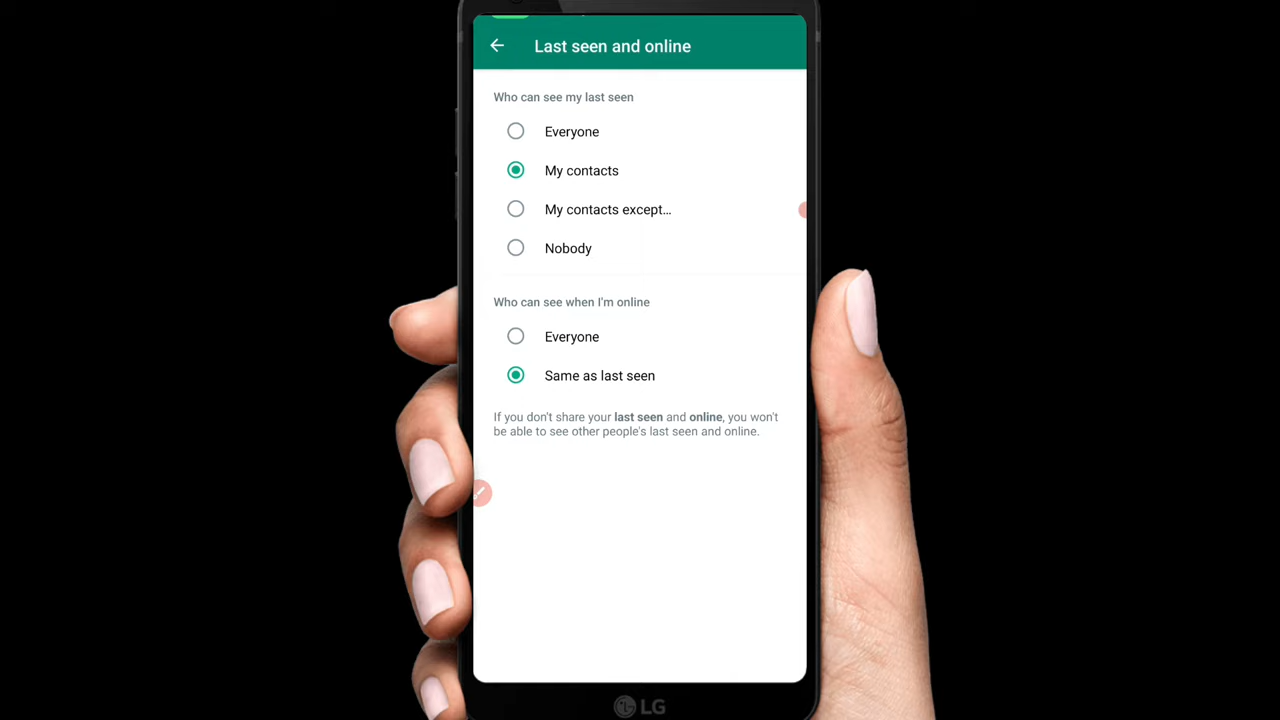 Last seen and online
Who can see my last seen
Everyone
My contacts
My contacts except...
Nobody
Who can see when I'm online
Everyone
Same as last seen
If you don't share your last seen and online, you won't
be able to see other people's last seen and online.
LG